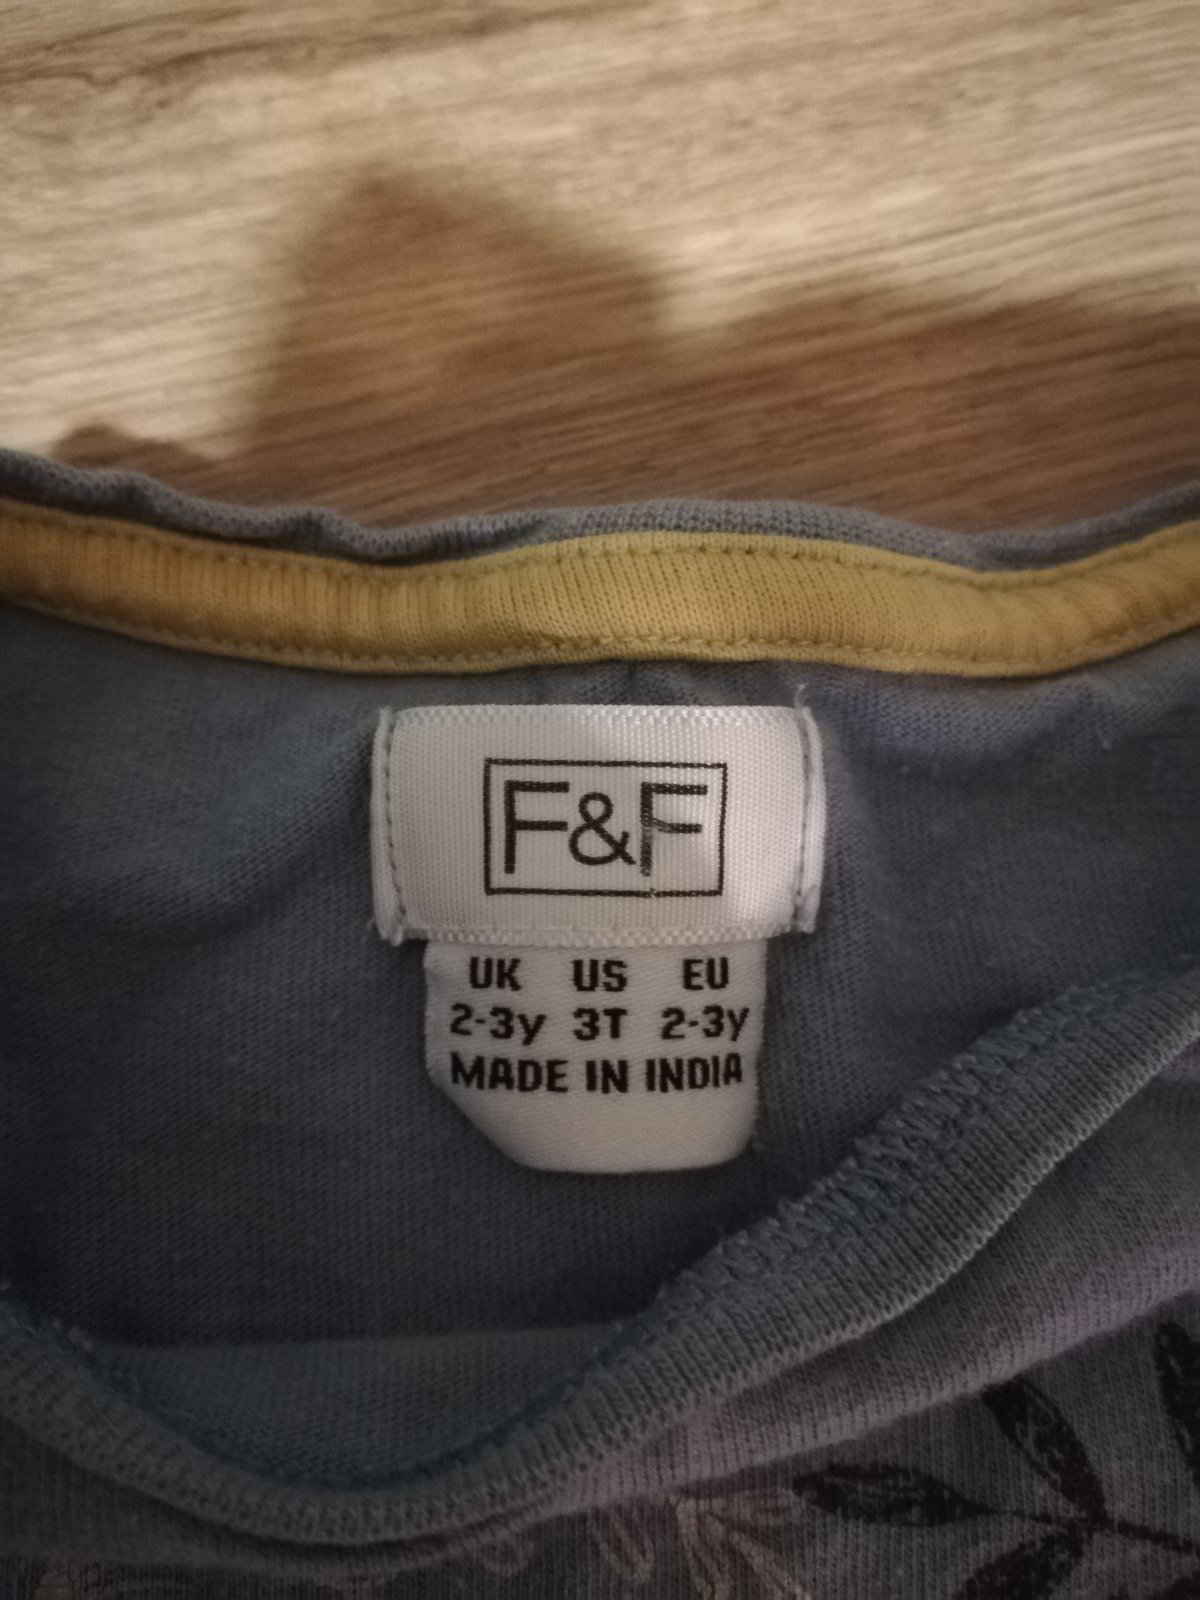 F&F
UK US EU
2-3y 3T 2-3y
MADE IN INDIA